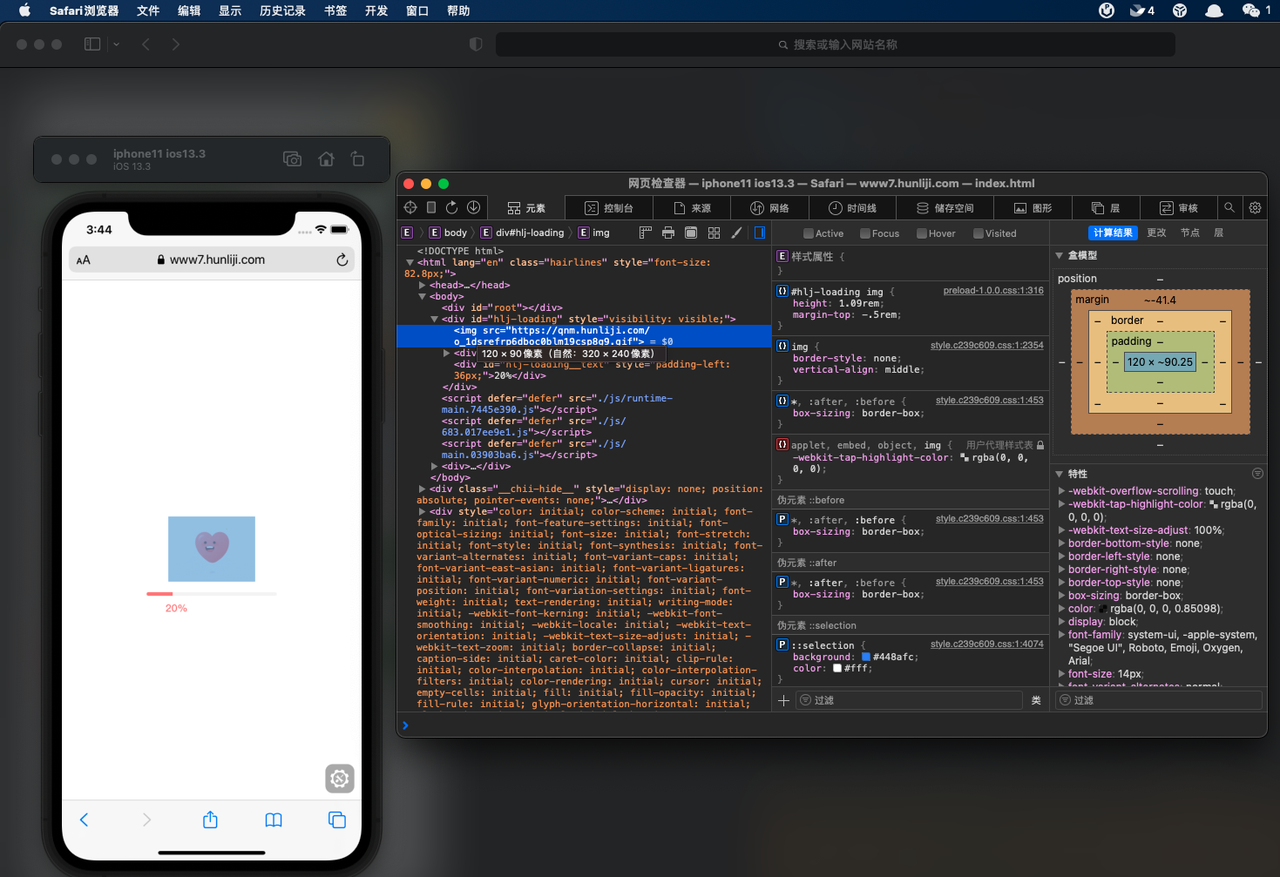 Safari浏览器 文件 编辑 显示 历史记录 书签 开发 窗口 帮助 4 1
搜索或输入网站名称
iphone11 ios13.3
iOS 13.3
3:44
AA www7.hunliji.com
20%
网页检查器 — iphone11 ios13.3 — Safari — www7.hunliji.com — index.html
元素 控制台 来源 网络 时间线 储存空间 图形 层 审核
E E body E div#hlj-loading E img
<!DOCTYPE html>
<html lang="en" class="hairlines" style="font-size:
82.8px;">
<head>…</head>
<body>
<div id="root"></div>
<div id="hlj-loading" style="visibility: visible;">
<img src="https://qnm.hunliji.com/
o_1dsrefrp6dboc0blm19csp8q9.gif"> = $0
<div
120 × 90像素（自然：320 × 240像素）
<div id="hlj-loading__text" style="padding-left:
36px;">20%</div>
</div>
<script defer="defer" src="./js/runtime-
main.7445e390.js"></script>
<script defer="defer" src="./js/
683.017ee9e1.js"></script>
<script defer="defer" src="./js/
main.03903ba6.js"></script>
<div>…</div>
</body>
<div class="__chii-hide__" style="display: none; position:
absolute; pointer-events: none;">…</div>
<div style="color: initial; color-scheme: initial; font-
family: initial; font-feature-settings: initial; font-
optical-sizing: initial; font-size: initial; font-stretch:
initial; font-style: initial; font-synthesis: initial; font-
variant-alternates: initial; font-variant-caps: initial;
font-variant-east-asian: initial; font-variant-ligatures:
initial; font-variant-numeric: initial; font-variant-
position: initial; font-variation-settings: initial; font-
weight: initial; text-rendering: initial; writing-mode:
initial; -webkit-font-kerning: initial; -webkit-font-
smoothing: initial; -webkit-locale: initial; -webkit-text-
orientation: initial; -webkit-text-size-adjust: initial; -
webkit-text-zoom: initial; border-collapse: initial;
caption-side: initial; caret-color: initial; clip-rule:
initial; color-interpolation: initial; color-interpolation-
filters: initial; color-rendering: initial; cursor: initial;
empty-cells: initial; fill: initial; fill-opacity: initial;
fill-rule: initial; glyph-orientation-horizontal: initial;
Active Focus Hover Visited
E 样式属性 {
}
#hlj-loading img { preload-1.0.0.css:1:316
height: 1.09rem;
margin-top: -.5rem;
}
img { style.c239c609.css:1:2354
border-style: none;
vertical-align: middle;
}
*, :after, :before { style.c239c609.css:1:453
box-sizing: border-box;
}
applet, embed, object, img { 用户代理样式表
-webkit-tap-highlight-color: rgba(0, 0,
0, 0);
}
伪元素 ::before
P *, :after, :before { style.c239c609.css:1:453
box-sizing: border-box;
}
伪元素 ::after
P *, :after, :before { style.c239c609.css:1:453
box-sizing: border-box;
}
伪元素 ::selection
P ::selection { style.c239c609.css:1:4074
background: #448afc;
color: #fff;
}
过滤 类
计算结果 更改 节点 层
盒模型
position –
margin ~-41.4
– border – –
padding –
– – – 120 × ~90.25 – – –
–
– – –
–
–
特性
-webkit-overflow-scrolling: touch;
-webkit-tap-highlight-color: rgba(0,
0, 0, 0);
-webkit-text-size-adjust: 100%;
border-bottom-style: none;
border-left-style: none;
border-right-style: none;
border-top-style: none;
box-sizing: border-box;
color: rgba(0, 0, 0, 0.85098);
display: block;
font-family: system-ui, -apple-system,
"Segoe UI", Roboto, Emoji, Oxygen,
Arial;
font-size: 14px;
font-variant-alternates: normal;
过滤